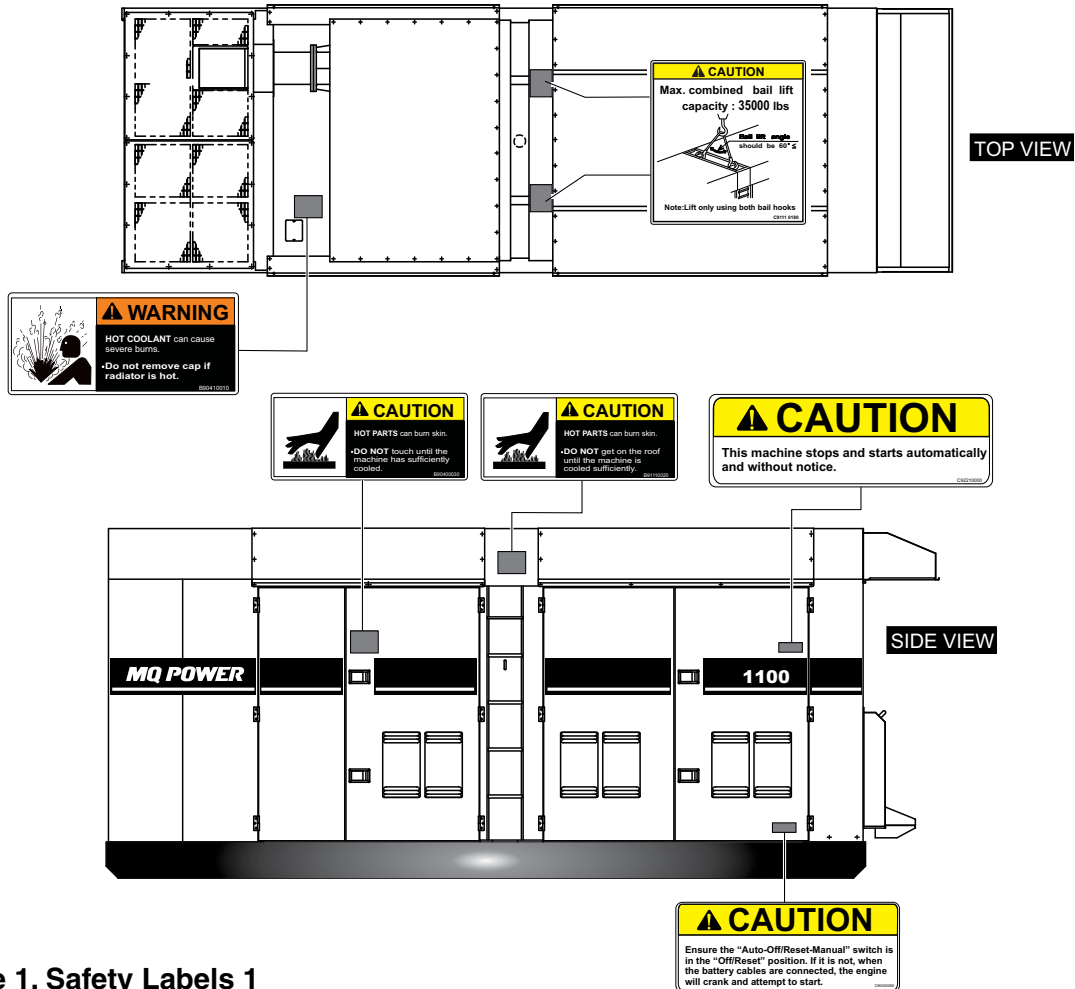 CAUTION
Max. combined bail lift
capacity : 35000 lbs
Bail lift angle
should be 60° ≤
Note:Lift only using both bail hooks
C9111 0160
TOP VIEW
WARNING
HOT COOLANT can cause
severe burns.
•Do not remove cap if
radiator is hot.
B90410010
CAUTION
HOT PARTS can burn skin.
•DO NOT touch until the
machine has sufficiently
cooled.
B90400030
CAUTION
HOT PARTS can burn skin.
•DO NOT get on the roof
until the machine is
cooled sufficiently.
B91110020
CAUTION
This machine stops and starts automatically
and without notice.
C92210000
SIDE VIEW
MQ POWER
1100
CAUTION
Ensure the “Auto-Off/Reset-Manual” switch is
in the “Off/Reset” position. If it is not, when
the battery cables are connected, the engine
will crank and attempt to start.
e 1. Safety Labels 1